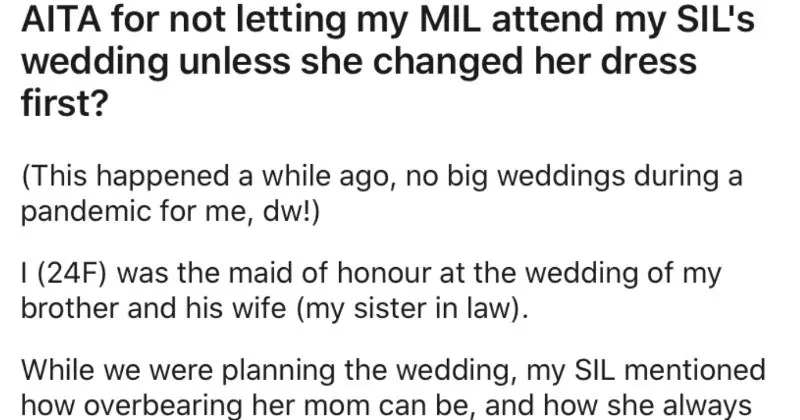 AITA for not letting my MIL attend my SIL's
wedding unless she changed her dress
first?
(This happened a while ago, no big weddings during a
pandemic for me, dw!)
I (24F) was the maid of honour at the wedding of my
brother and his wife (my sister in law).
While we were planning the wedding, my SIL mentioned
how overbearing her mom can be, and how she always